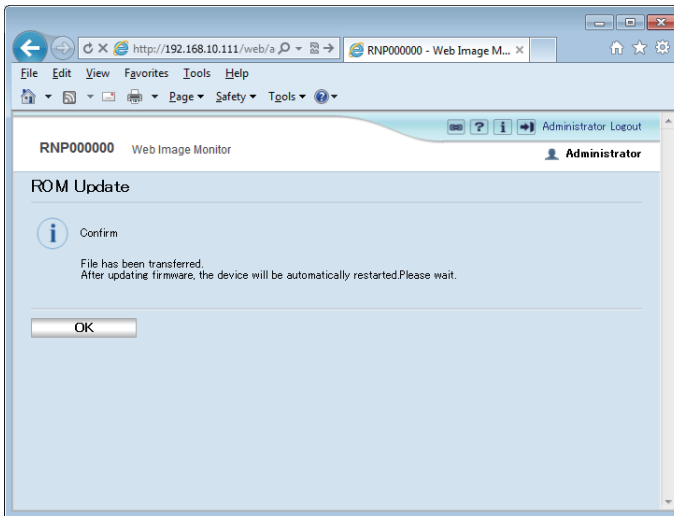 http://192.168.10.111/web/a
RNP000000 - Web Image M...
File Edit View Favorites Tools Help
Page Safety Tools
Administrator Logout
RNP000000 Web Image Monitor
Administrator
ROM Update
Confirm
File has been transferred.
After updating firmware, the device will be automatically restarted.Please wait.
OK